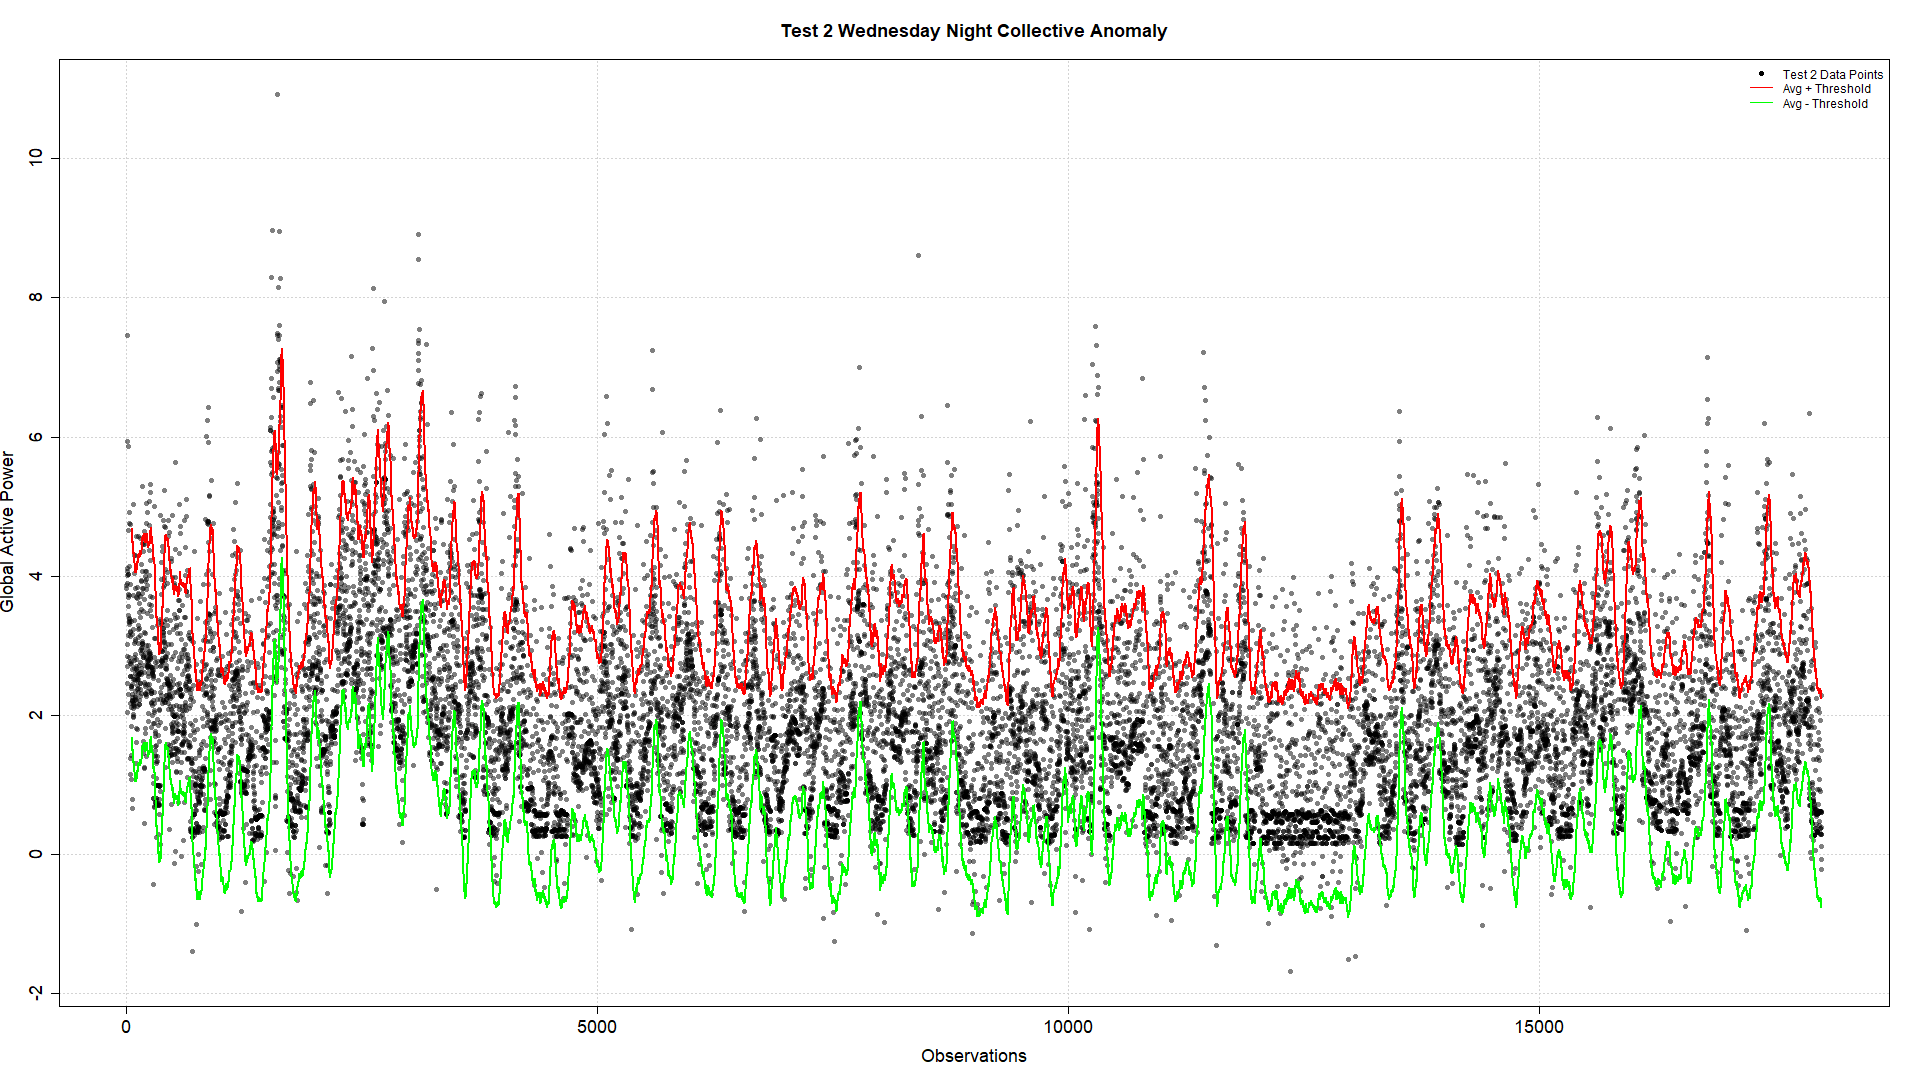 Test 2 Wednesday Night Collective Anomaly
Test 2 Data Points
Avg + Threshold
Avg - Threshold
Global Active Power
10
8
6
4
2
0
-2
0 5000 10000 15000
Observations